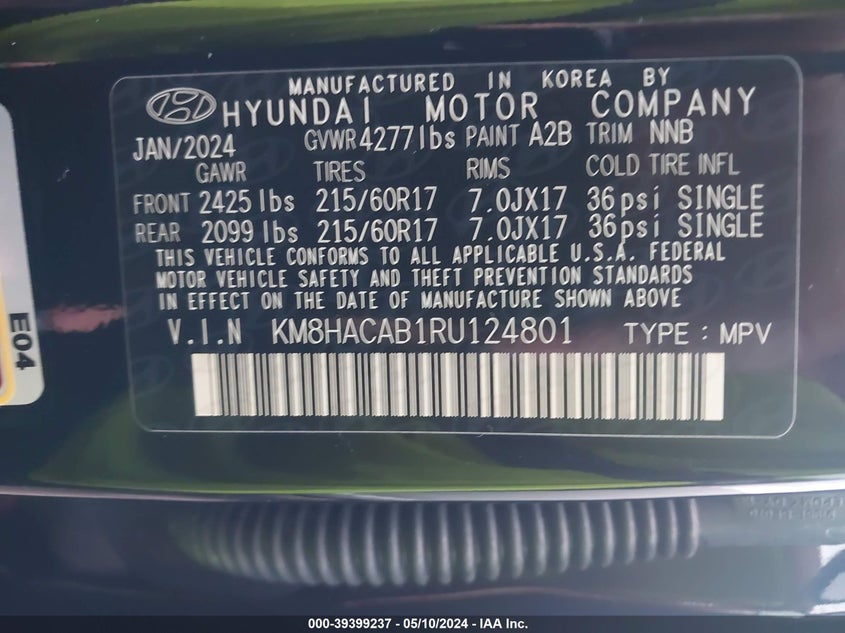 MANUFACTURED IN KOREA BY
HYUNDAI MOTOR COMPANY
JAN/2024 GVWR 4277lbs PAINT A2B TRIM NNB
GAWR TIRES RIMS COLD TIRE INFL
FRONT 2425 lbs 215/60R17 7.0JX17 36psi SINGLE
REAR 2099 lbs 215/60R17 7.0JX17 36psi SINGLE
THIS VEHICLE CONFORMS TO ALL APPLICABLE U.S.A. FEDERAL
MOTOR VEHICLE SAFETY AND THEFT PREVENTION STANDARDS
IN EFFECT ON THE DATE OF MANUFACTURE SHOWN ABOVE
V.I.N KM8HACAB1RU124801 TYPE : MPV
E04
000-39399237 - 05/10/2024 - IAA Inc.